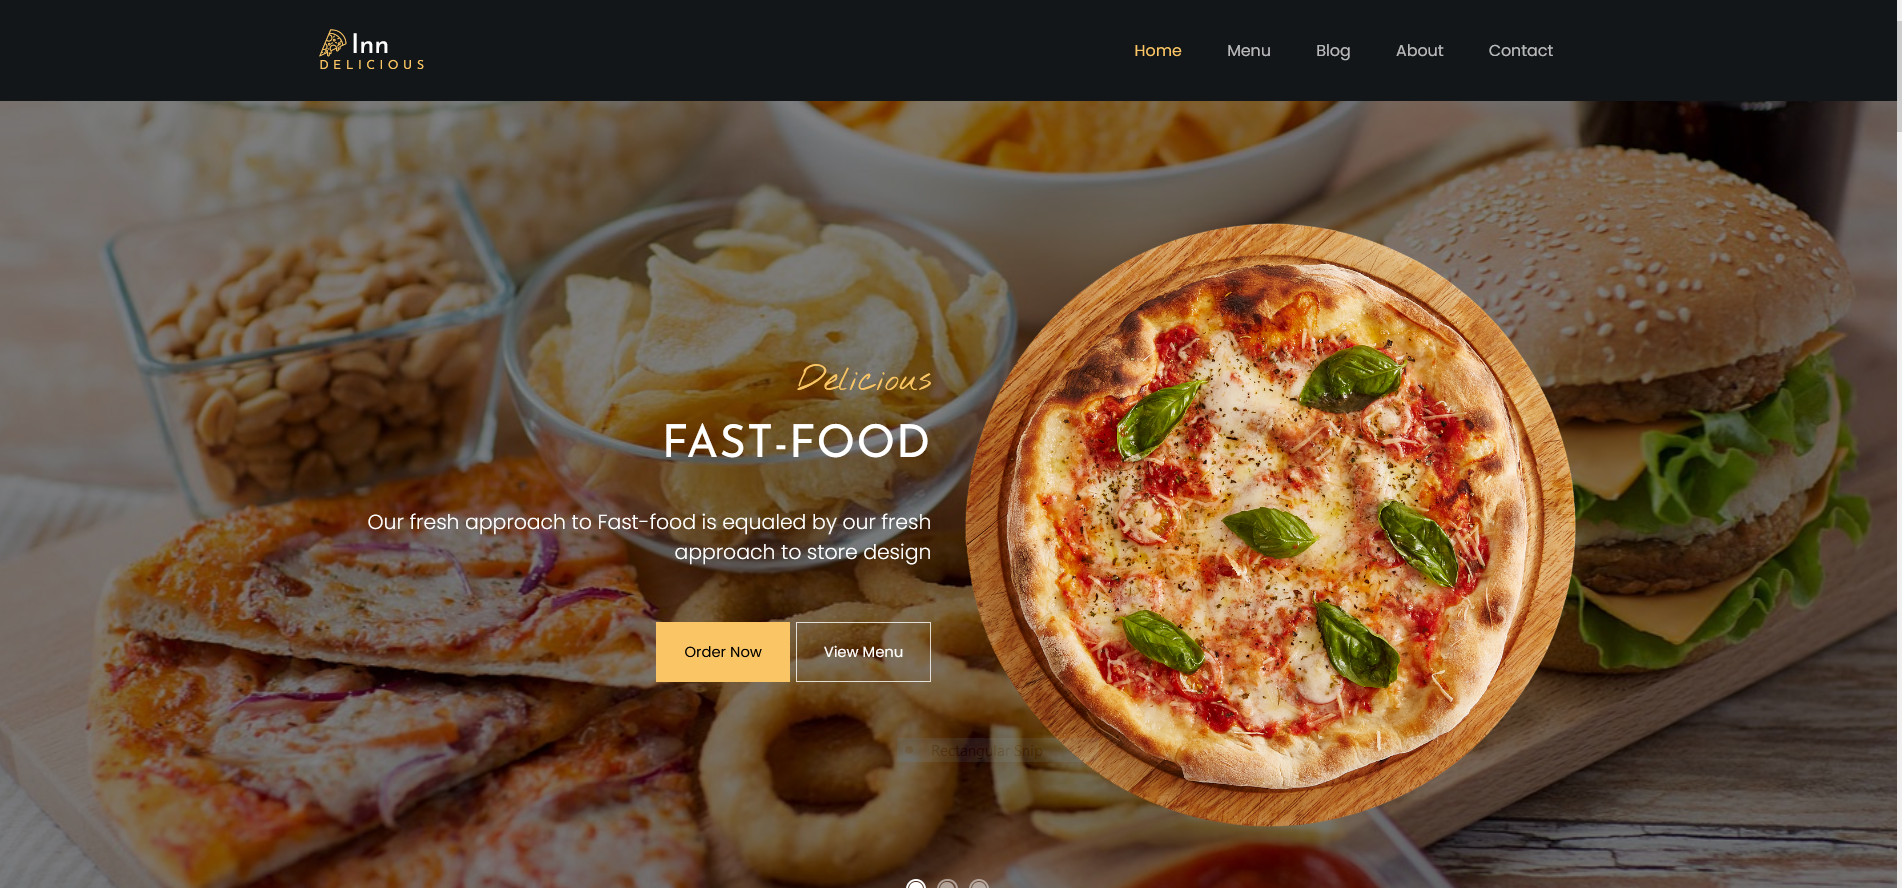 Inn
DELICIOUS
Home Menu Blog About Contact
Delicious
FAST-FOOD
Our fresh approach to Fast-food is equaled by our fresh
approach to store design
Order Now View Menu
Rectangular Snip